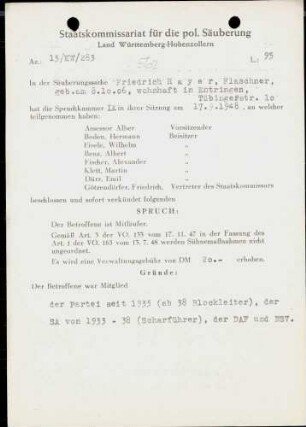 Staatskommissariat für die pol. Säuberung
Land Württemberg-Hohenzollern
Az.: 15/KW/283
L: 95
In der Säuberungssache Friedrich Mayer, Flaschner,
geb.am 8.10.06, wohnhaft in Entringen,
Tübingerstr. 10
hat die Spruchkammer IX in ihrer Sitzung am 17.9.1948, an welcher
teilgenommen haben:
Assessor Alber, Vorsitzender
Boden, Hermann Beisitzer
Eisele, Wilhelm "
Benz, Albert "
Fischer, Alexander "
Klett, Martin "
Dürr, Emil "
Götzendörfer, Friedrich, Vertreter des Staatskommissars
beschlossen und sofort verkündet folgenden
SPRUCH:
Der Betroffene ist Mitläufer.
Gemäß Art. 5 der VO. 133 vom 17. 11. 47 in der Fassung des
Art. 1 der VO. 165 vom 13. 7. 48 werden Sühnemaßnahmen nicht
angeordnet.
Es wird eine Verwaltungsgebühr von DM 20.-- erhoben.
Gründe:
Der Betroffene war Mitglied
der Partei seit 1935 (ab 38 Blockleiter), der
SA von 1933 - 38 (Scharführer), der DAF und NSV.